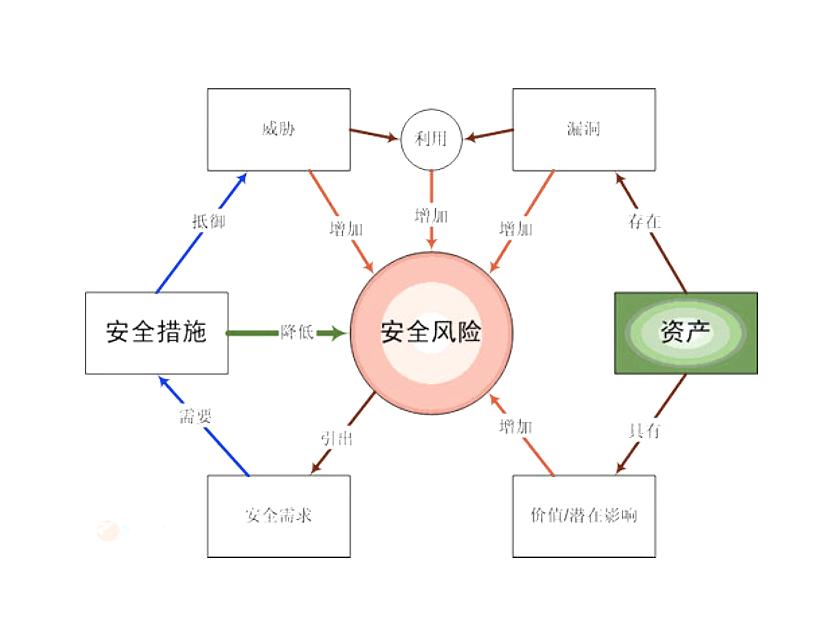 威胁
利用
漏洞
抵御
增加
增加
增加
存在
安全措施
降低
安全风险
资产
需要
引出
增加
具有
安全需求
价值/潜在影响